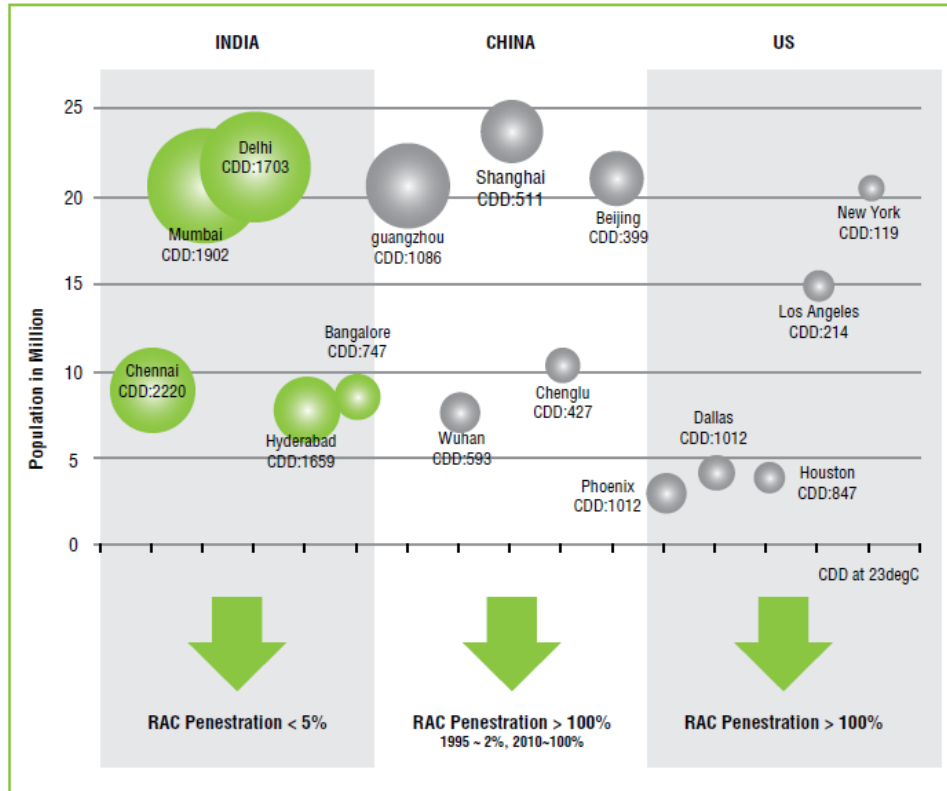 INDIA
CHINA
US
Population in Million
25
20
15
10
5
0
Delhi
CDD:1703
Mumbai
CDD:1902
Chennai
CDD:2220
Hyderabad
CDD:1659
Bangalore
CDD:747
guangzhou
CDD:1086
Shanghai
CDD:511
Beijing
CDD:399
Wuhan
CDD:593
Chenglu
CDD:427
New York
CDD:119
Los Angeles
CDD:214
Dallas
CDD:1012
Phoenix
CDD:1012
Houston
CDD:847
CDD at 23degC
RAC Penestration < 5%
RAC Penestration > 100%
1995 ~ 2%, 2010~100%
RAC Penestration > 100%